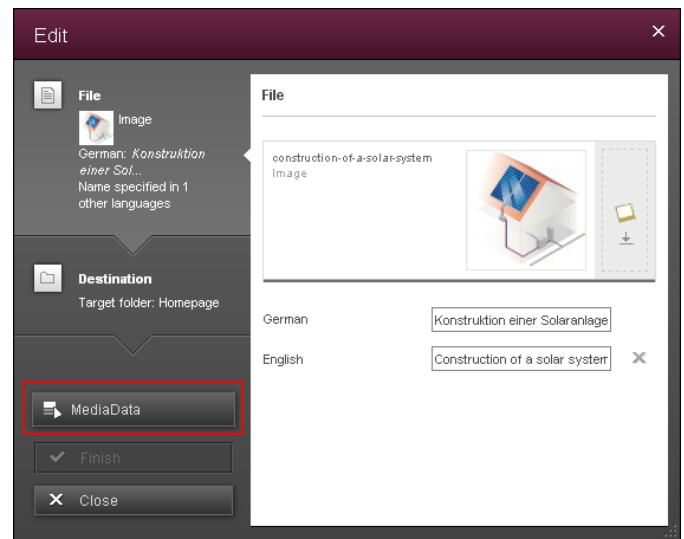 Edit
File
Image
German: Konstruktion
einer Sol...
Name specified in 1
other languages
Destination
Target folder: Homepage
MediaData
Finish
Close
File
construction-of-a-solar-system
Image
German
Konstruktion einer Solaranlage
English
Construction of a solar system